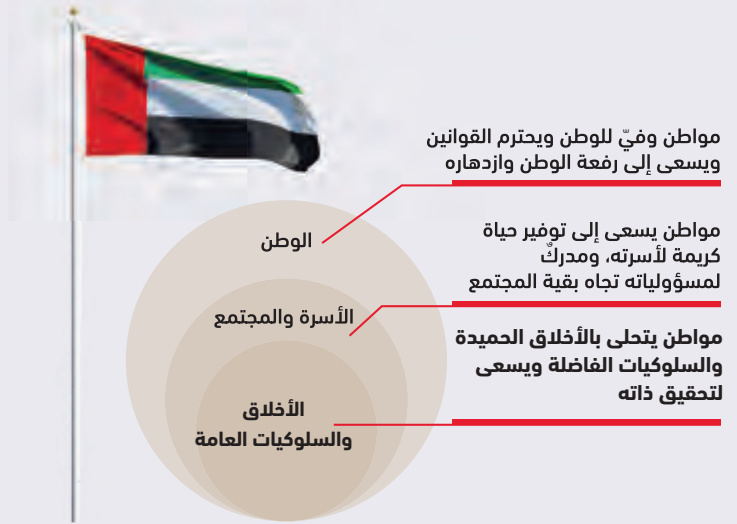 مواطن وفيّ للوطن ويحترم القوانين
ويسعى إلى رفعة الوطن وازدهاره
الوطن
مواطن يسعى إلى توفير حياة
كريمة لأسرته، ومدركٌ
لمسؤولياته تجاه بقية المجتمع
الأسرة والمجتمع
مواطن يتحلى بالأخلاق الحميدة
والسلوكيات الفاضلة ويسعى
لتحقيق ذاته
الأخلاق
والسلوكيات العامة